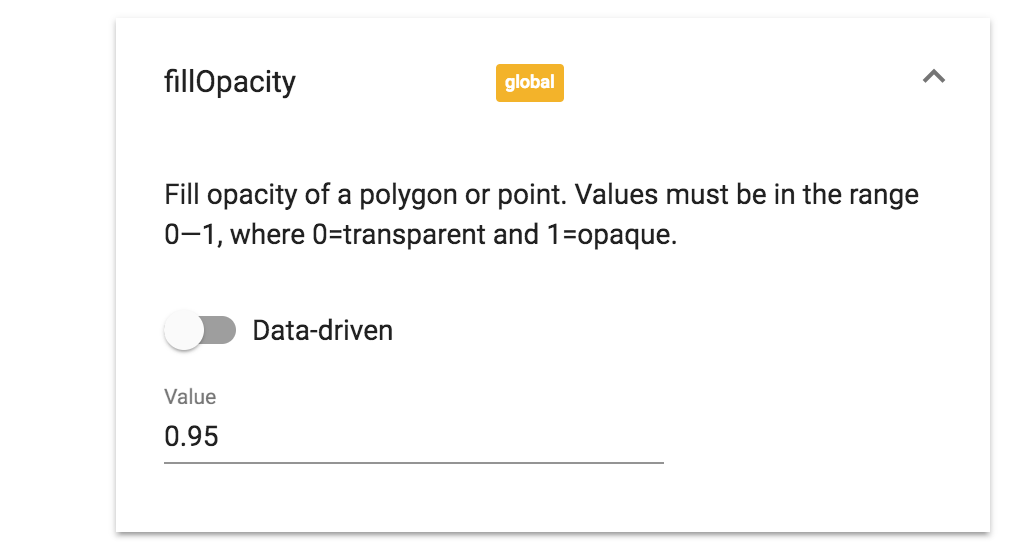 fillOpacity
global
Fill opacity of a polygon or point. Values must be in the range
0—1, where 0=transparent and 1=opaque.
Data-driven
Value
0.95